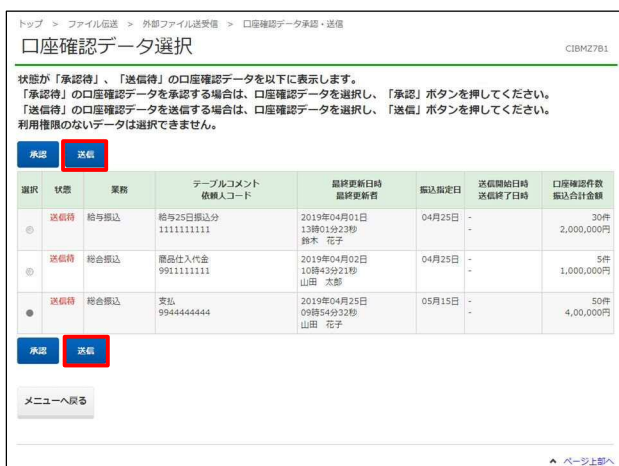 トップ > ファイル伝送 > 外部ファイル送受信 > 口座確認データ承認・送信
口座確認データ選択
CIBMZ7B1
状態が「承認待」、「送信待」の口座確認データを以下に表示します。
「承認待」の口座確認データを承認する場合は、口座確認データを選択し、「承認」ボタンを押してください。
「送信待」の口座確認データを送信する場合は、口座確認データを選択し、「送信」ボタンを押してください。
利用権限のないデータは選択できません。
承認 送信
選択 状態 業務 テーブルコメント 最終更新日時 振込指定日 送信開始日時 口座確認件数
依頼人コード 最終更新者 送信終了日時 振込合計金額
送信待 給与振込 給与25日振込分 2019年04月01日 04月25日 - 30件
1111111111 13時01分23秒 - 2,000,000円
鈴木 花子
送信待 総合振込 商品仕入代金 2019年04月02日 04月25日 - 5件
9911111111 10時43分21秒 - 1,000,000円
山田 太郎
送信待 総合振込 支払 2019年04月25日 05月15日 - 50件
9944444444 09時54分32秒 - 4,00,000円
山田 花子
承認 送信
メニューへ戻る
ページ上部へ